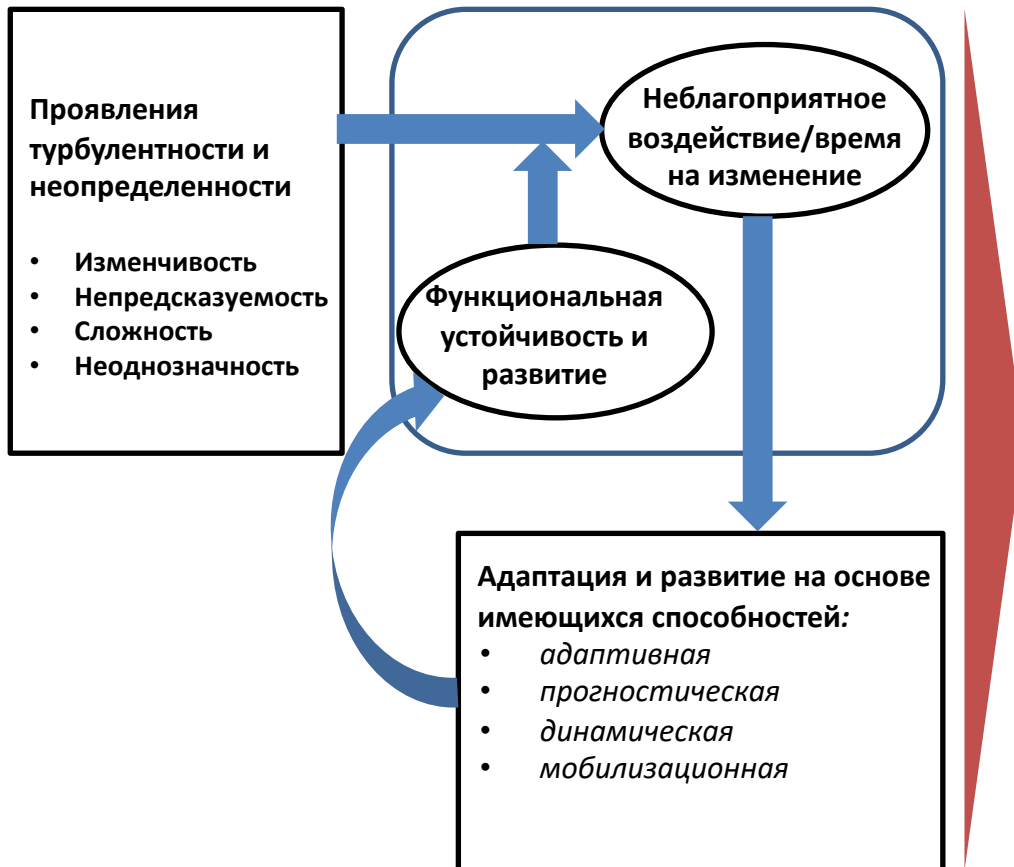 Проявления
турбулентности и
неопределенности
• Изменчивость
• Непредсказуемость
• Сложность
• Неоднозначность
Неблагоприятное
воздействие/время
на изменение
Функциональная
устойчивость и
развитие
Адаптация и развитие на основе
имеющихся способностей:
• адаптивная
• прогностическая
• динамическая
• мобилизационная